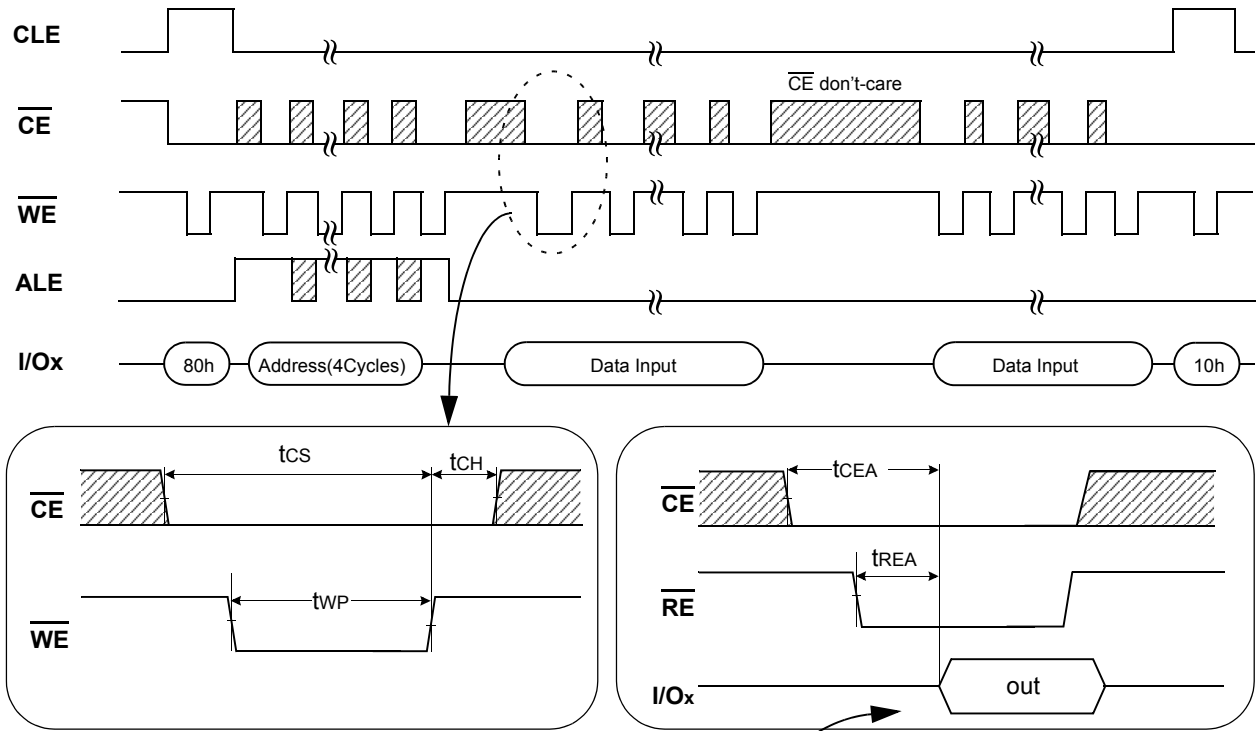 CLE
CE don't-care
CE
WE
ALE
I/Ox
80h
Address(4Cycles)
Data Input
Data Input
10h
tCS
tCH
CE
tWP
WE
tCEA
CE
tREA
RE
I/Ox
out